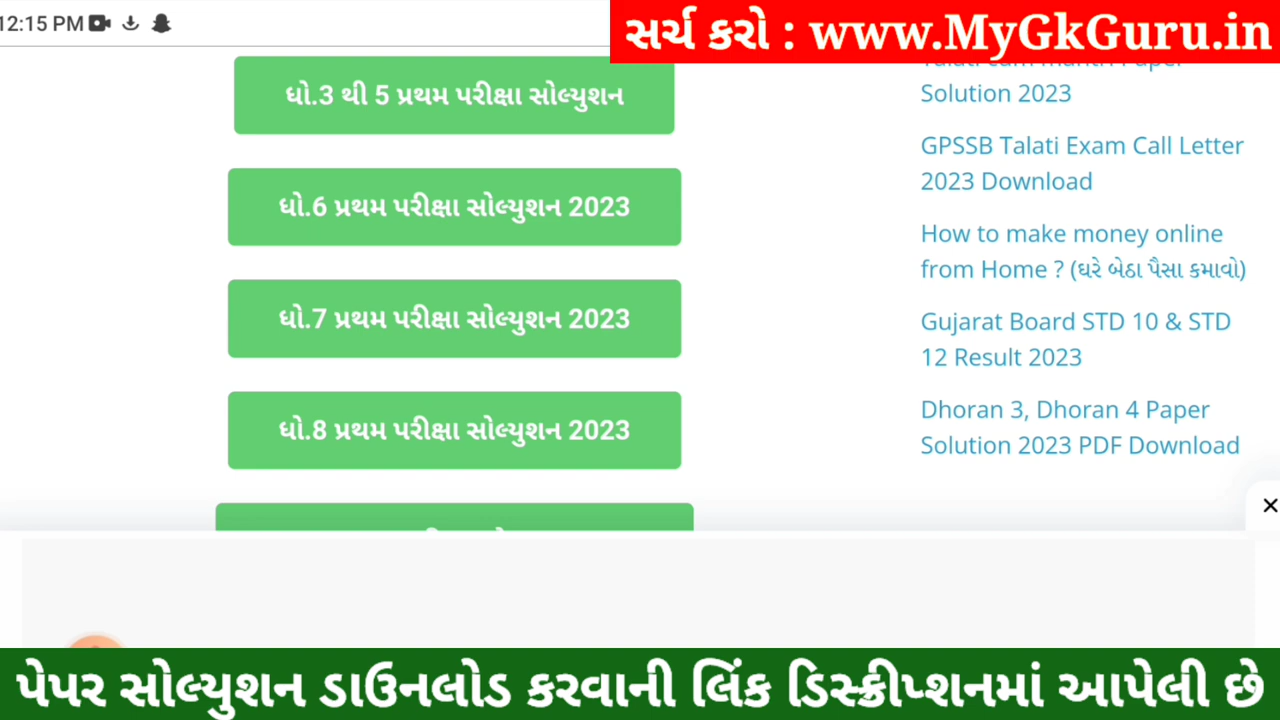 12:15 PM
સર્ચ કરો : www.MyGkGuru.in
ધો.3 થી 5 પ્રથમ પરીક્ષા સોલ્યુશન
ધો.6 પ્રથમ પરીક્ષા સોલ્યુશન 2023
ધો.7 પ્રથમ પરીક્ષા સોલ્યુશન 2023
ધો.8 પ્રથમ પરીક્ષા સોલ્યુશન 2023
Solution 2023
GPSSB Talati Exam Call Letter
2023 Download
How to make money online
from Home ? (ઘરે બેઠા પૈસા કમાવો)
Gujarat Board STD 10 & STD
12 Result 2023
Dhoran 3, Dhoran 4 Paper
Solution 2023 PDF Download
પેપર સોલ્યુશન ડાઉનલોડ કરવાની લિંક ડિસ્ક્રીપ્શનમાં આપેલી છે